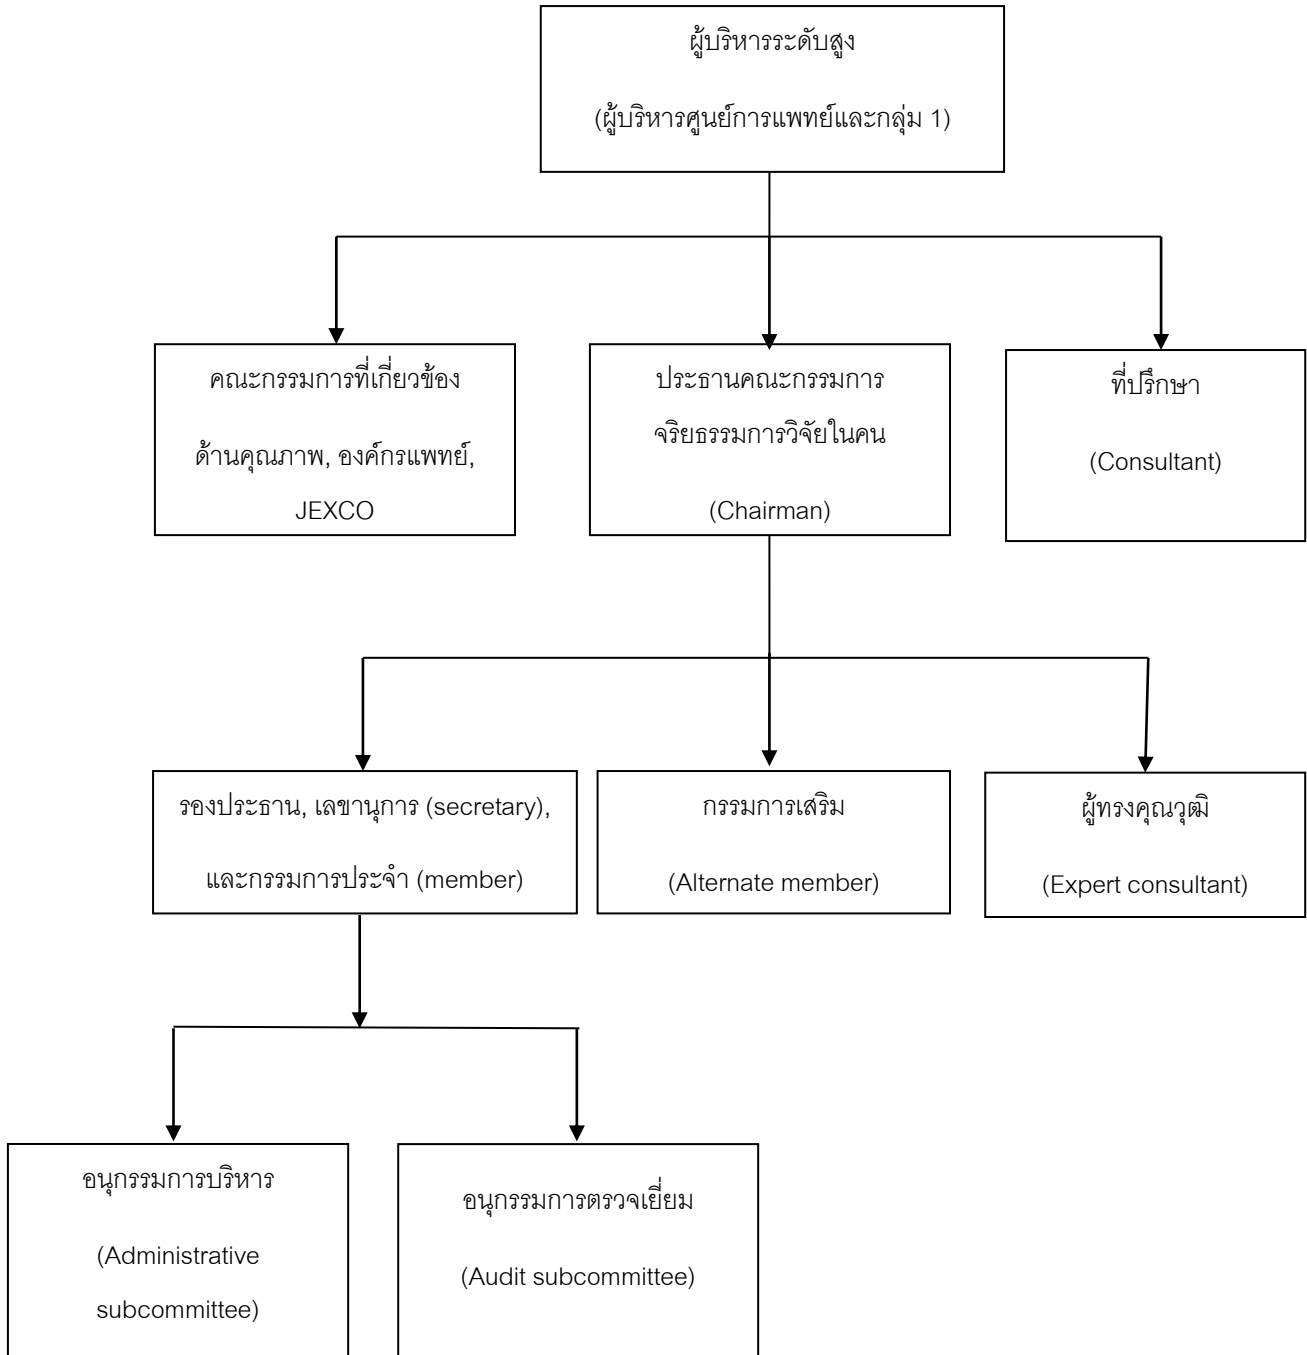 ผู้บริหารระดับสูง
(ผู้บริหารศูนย์การแพทย์และกลุ่ม 1)
คณะกรรมการที่เกี่ยวข้อง
ด้านคุณภาพ, องค์กรแพทย์,
JEXCO
ประธานคณะกรรมการ
จริยธรรมการวิจัยในคน
(Chairman)
ที่ปรึกษา
(Consultant)
รองประธาน, เลขานุการ (secretary),
และกรรมการประจำ (member)
กรรมการเสริม
(Alternate member)
ผู้ทรงคุณวุฒิ
(Expert consultant)
อนุกรรมการบริหาร
(Administrative
subcommittee)
อนุกรรมการตรวจเยี่ยม
(Audit subcommittee)